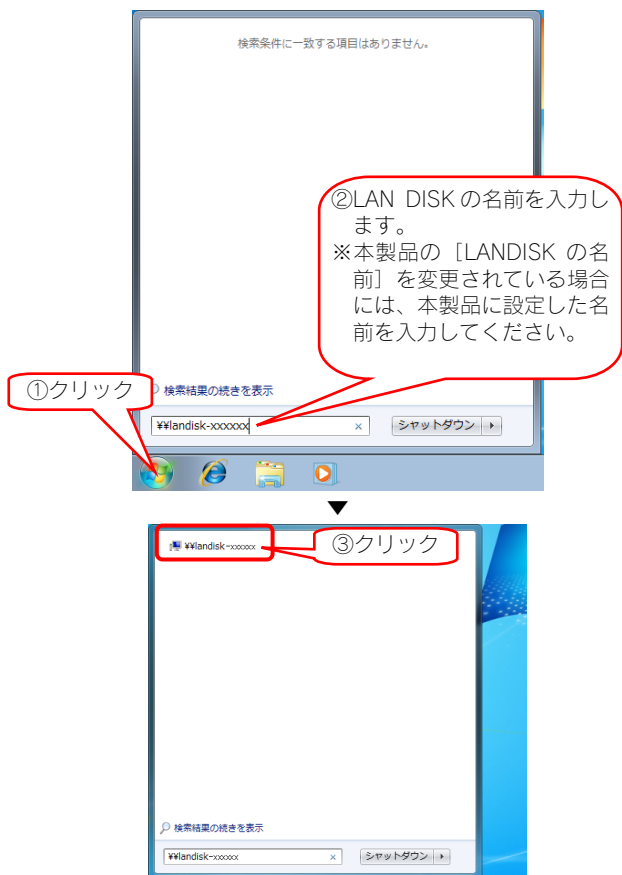 検索条件に一致する項目はありません。
②LAN DISK の名前を入力し
ます。
※本製品の［LANDISK の名
前］を変更されている場合
には、本製品に設定した名
前を入力してください。
①クリック
検索結果の続きを表示
¥¥landisk-xxxxxx
シャットダウン
▼
¥¥landisk-xxxxxx
③クリック
検索結果の続きを表示
¥¥landisk-xxxxxx
シャットダウン